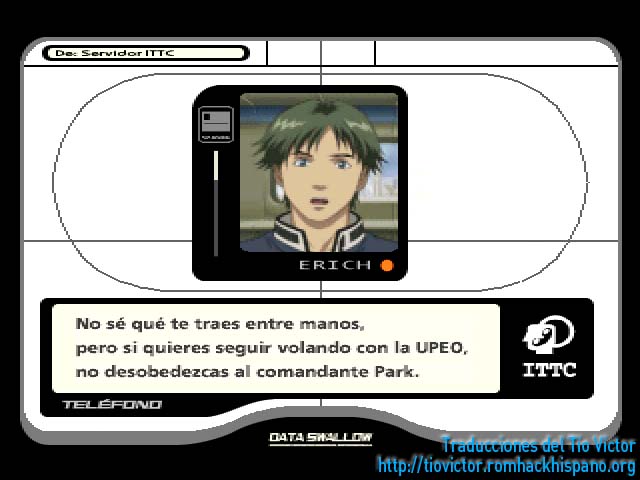 De: Servidor ITTC
ERICH
No sé qué te traes entre manos,
pero si quieres seguir volando con la UPEO,
no desobedezcas al comandante Park.
ITTC
TELÉFONO
DATA SWALLOW
Traducciones del Tio Victor
http://tiovictor.romhackhispano.org